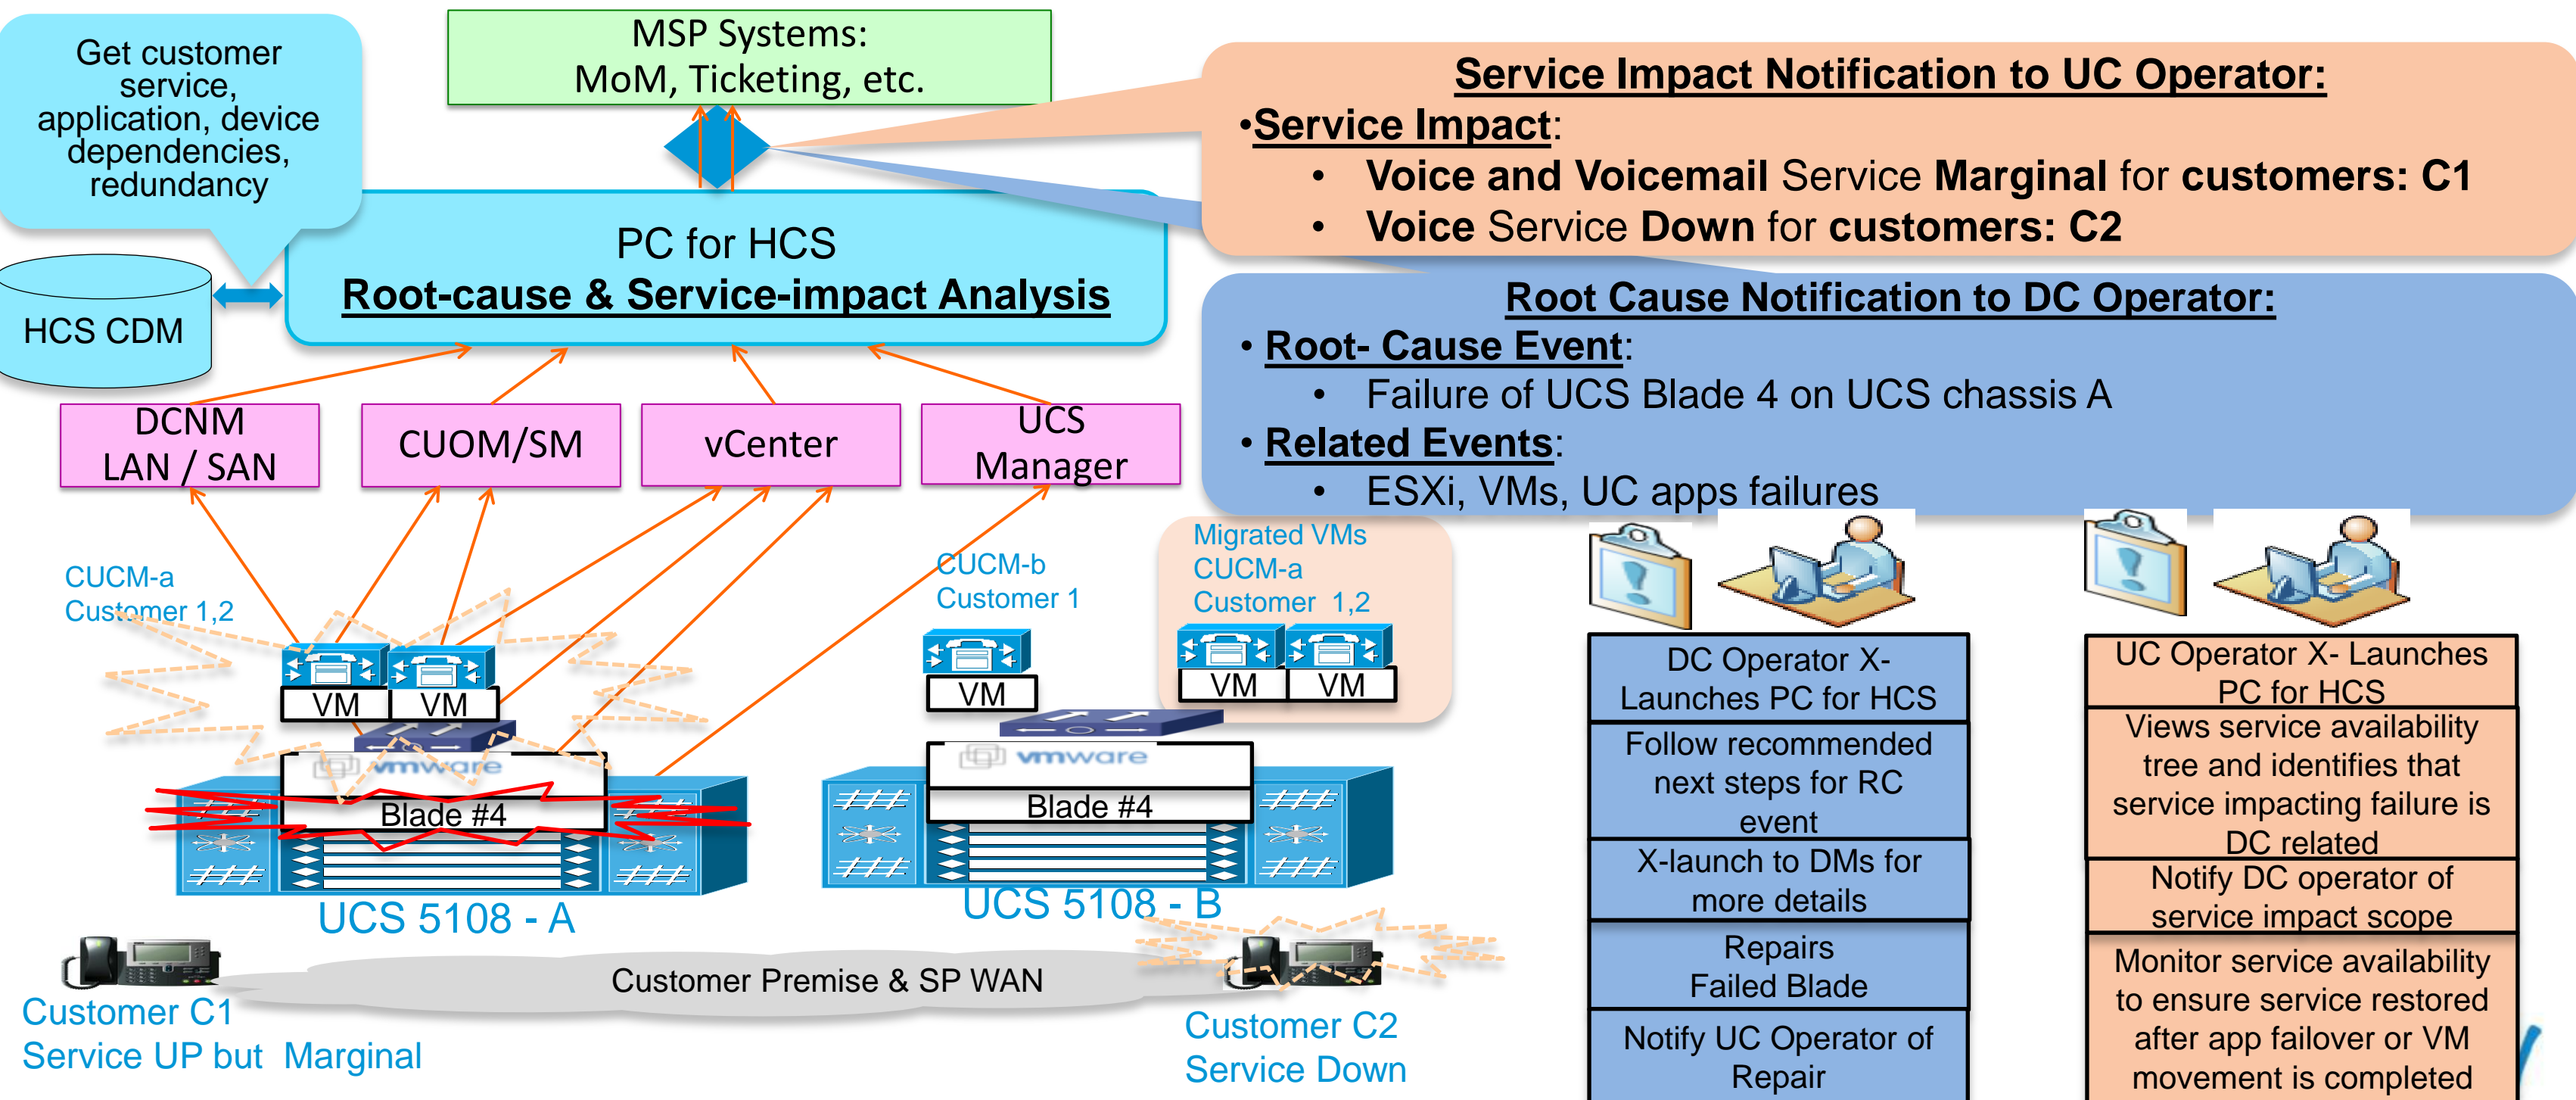 Get customer
service,
application, device
dependencies,
redundancy
MSP Systems:
MoM, Ticketing, etc.
Service Impact Notification to UC Operator:
•Service Impact:
• Voice and Voicemail Service Marginal for customers: C1
• Voice Service Down for customers: C2
PC for HCS
Root-cause & Service-impact Analysis
HCS CDM
Root Cause Notification to DC Operator:
• Root- Cause Event:
• Failure of UCS Blade 4 on UCS chassis A
• Related Events:
• ESXi, VMs, UC apps failures
DCNM
LAN / SAN
CUOM/SM
vCenter
UCS
Manager
CUCM-a
Customer 1,2
CUCM-b
Customer 1
Migrated VMs
CUCM-a
Customer 1,2
VM
VM
VM
VM
VM
vmware
Blade #4
vmware
Blade #4
UCS 5108 - A
UCS 5108 - B
Customer Premise & SP WAN
Customer C1
Service UP but Marginal
Customer C2
Service Down
DC Operator X-
Launches PC for HCS
Follow recommended
next steps for RC
event
X-launch to DMs for
more details
Repairs
Failed Blade
Notify UC Operator of
Repair
UC Operator X- Launches
PC for HCS
Views service availability
tree and identifies that
service impacting failure is
DC related
Notify DC operator of
service impact scope
Monitor service availability
to ensure service restored
after app failover or VM
movement is completed